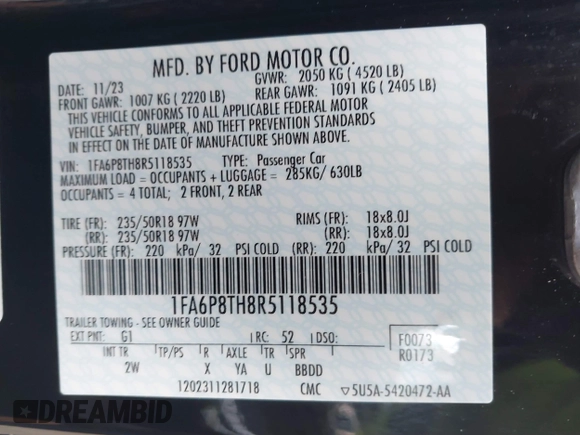 MFD. BY FORD MOTOR CO.
DATE: 11/23 GVWR: 2050 KG ( 4520 LB)
FRONT GAWR: 1007 KG ( 2220 LB) REAR GAWR: 1091 KG ( 2405 LB)
THIS VEHICLE CONFORMS TO ALL APPLICABLE FEDERAL MOTOR
VEHICLE SAFETY, BUMPER, AND THEFT PREVENTION STANDARDS
IN EFFECT ON THE DATE OF MANUFACTURE SHOWN ABOVE.
VIN: 1FA6P8TH8R5118535 TYPE: Passenger Car
MAXIMUM LOAD = OCCUPANTS + LUGGAGE = 285KG/ 630LB
OCCUPANTS = 4 TOTAL; 2 FRONT, 2 REAR
TIRE (FR): 235/50R18 97W RIMS (FR): 18x8.0J
(RR): 235/50R18 97W (RR): 18x8.0J
PRESSURE (FR): 220 kPa/ 32 PSI COLD (RR): 220 kPa/ 32 PSI COLD
1FA6P8TH8R5118535
TRAILER TOWING - SEE OWNER GUIDE
EXT PNT: G1 RC: 52 DSO: F0073
R0173
INT TR TP/PS R AXLE TR SPR
2W X YA U BBDD
1202311281718 CMC ▽5U5A-5420472-AA
DREAMBID